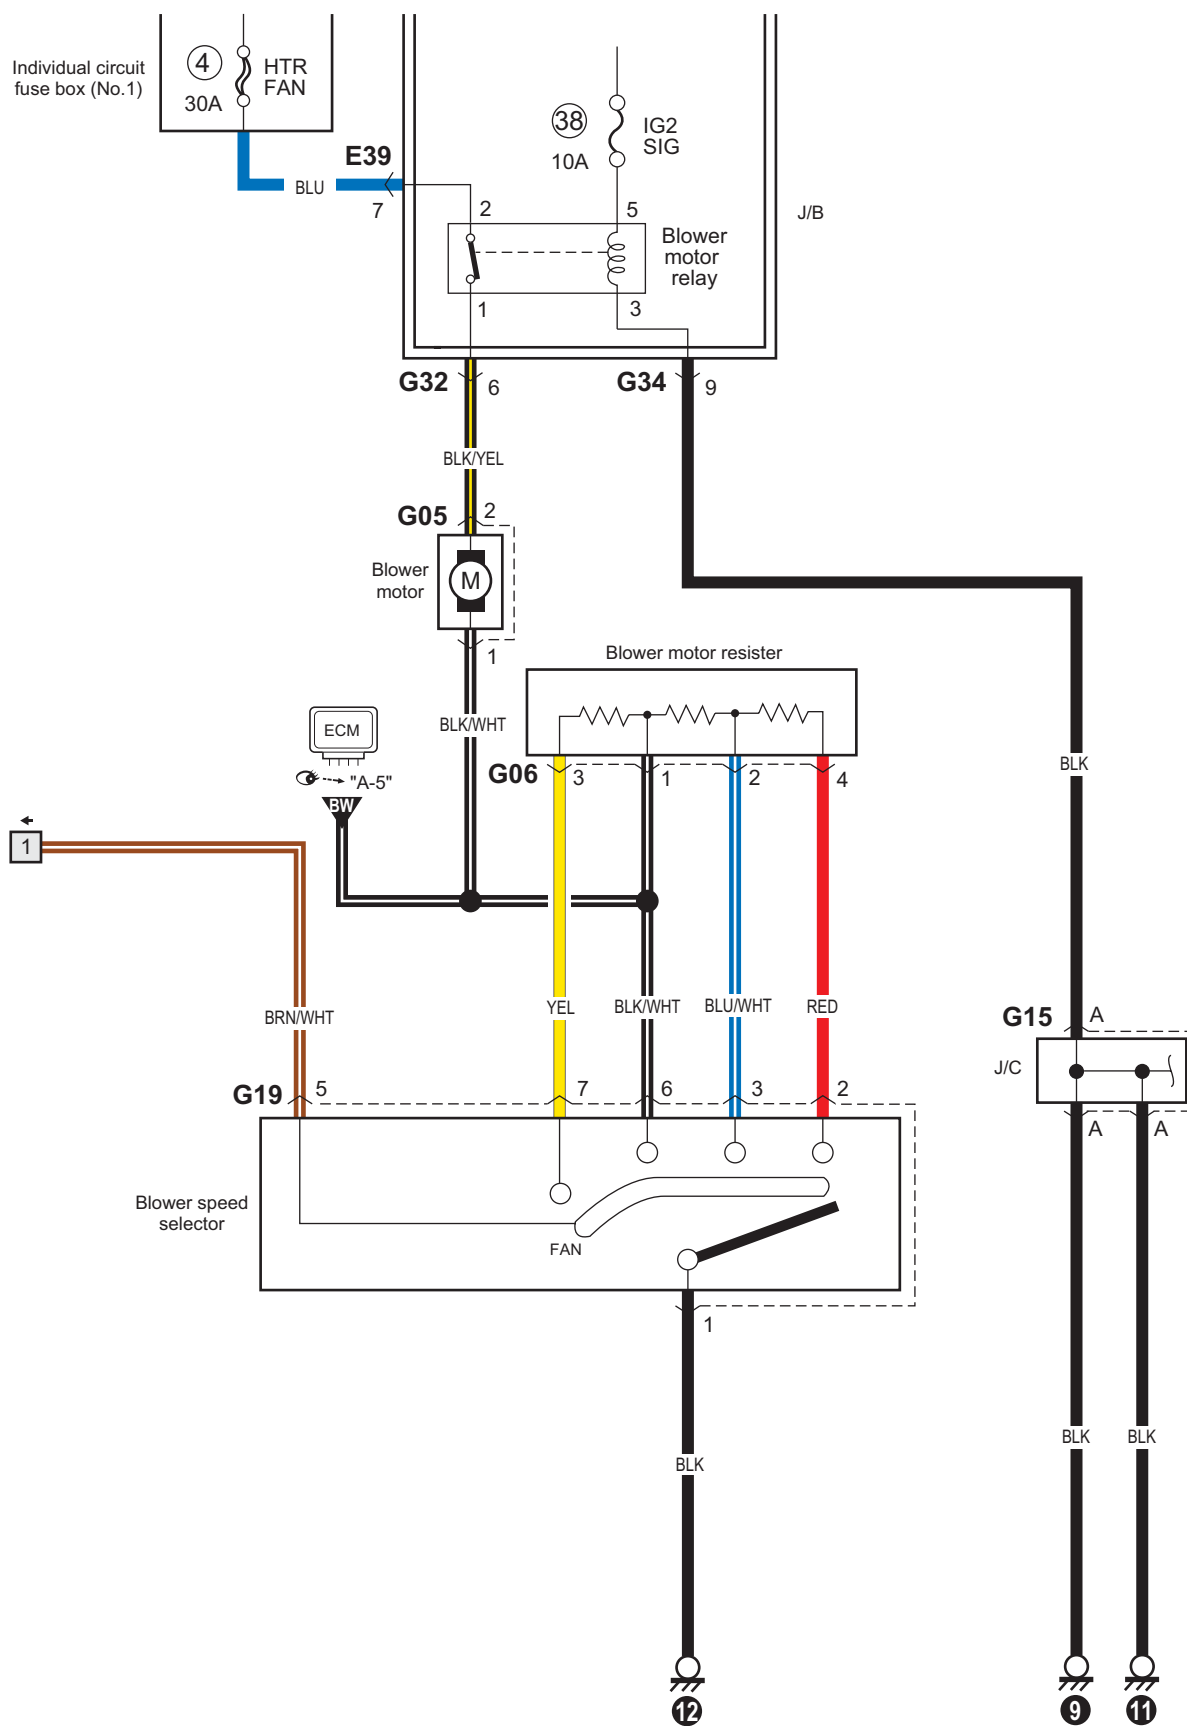 Individual circuit
fuse box (No.1)
4
30A
HTR
FAN
38
10A
IG2
SIG
E39
BLU
7
2
5
J/B
Blower
motor
relay
1
3
G32
6
G34
9
BLK/YEL
G05
2
Blower
motor
M
1
Blower motor resister
ECM
BLK/WHT
"A-5"
BW
G06
3
1
2
4
BLK
1
BRN/WHT
YEL
BLK/WHT
BLU/WHT
RED
G15
A
J/C
G19
5
7
6
3
2
A
A
Blower speed
selector
FAN
1
BLK
BLK
BLK
12
9
11